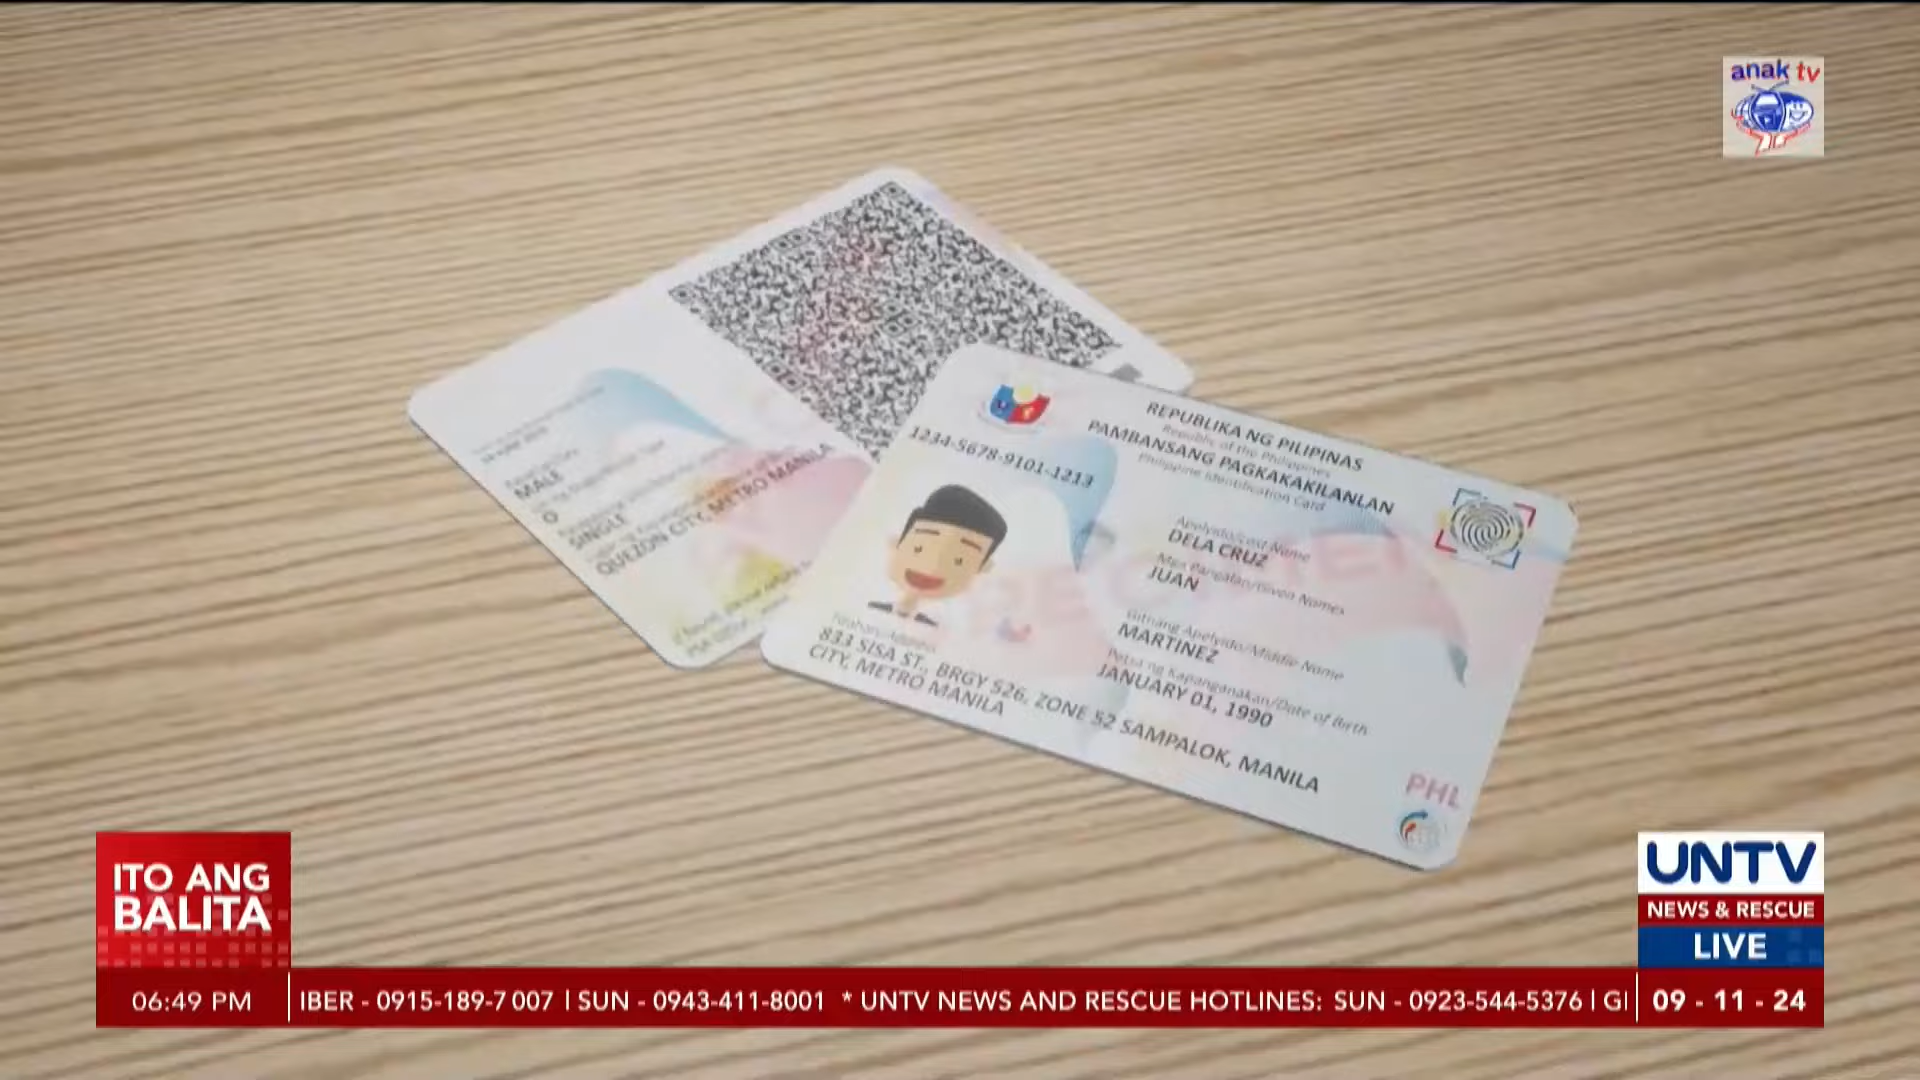 anak tv
MALE
O
SINGLE
QUEZON CITY, METRO MANILA
REPUBLIKA NG PILIPINAS
Republic of the Philippines
PAMBANSANG PAGKAKAKILANLAN
Philippine Identification Card
1234-5678-9101-1213
Apelyido/Last Name
DELA CRUZ
Mga Pangalan/Given Names
JUAN
Gitnang Apelyido/Middle Name
MARTINEZ
Petsa ng Kapanganakan/Date of Birth
JANUARY 01, 1990
Tirahan/Address
833 SISA ST., BRGY 526, ZONE 52 SAMPALOK, MANILA
CITY, METRO MANILA
PHL
ITO ANG
BALITA
UNTV
NEWS & RESCUE
LIVE
06:49 PM
IBER - 0915-189-7007 | SUN - 0943-411-8001 * UNTV NEWS AND RESCUE HOTLINES: SUN - 0923-544-5376 | GI
09 - 11 - 24